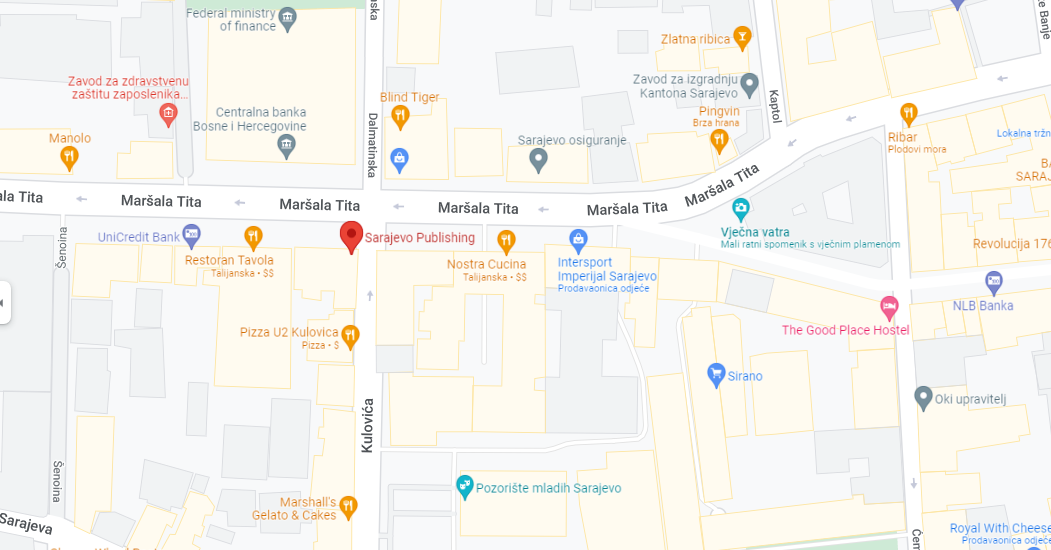 Federal ministry
of finance
Dalmatinska
Zlatna ribica
Zavod za zdravstvenu
zaštitu zaposlenika...
Zavod za izgradnju
Kantona Sarajevo
Kaptol
Blind Tiger
Centralna banka
Bosne i Hercegovine
Pingvin
Brza hrana
Manolo
Sarajevo osiguranje
Ribar
Plodovi mora
Lokalna tržn
SARAJ
ala Tita
Maršala Tita
Maršala Tita
Maršala Tita
Maršala Tita
Maršala Tita
Šenoina
UniCredit Bank
Restoran Tavola
Talijanska • $$
Sarajevo Publishing
Nostra Cucina
Talijanska • $$
Intersport
Imperijal Sarajevo
Prodavaonica odjeće
Vječna vatra
Mali ratni spomenik s vječnim plamenom
Revolucija 176
NLB Banka
The Good Place Hostel
Pizza U2 Kulovica
Pizza • $
Sirano
Oki upravitelj
Kulovića
Šenoina
Marshall's
Gelato & Cakes
Pozorište mladih Sarajevo
Sarajeva
Royal With Cheese
Prodavaonica odjeće